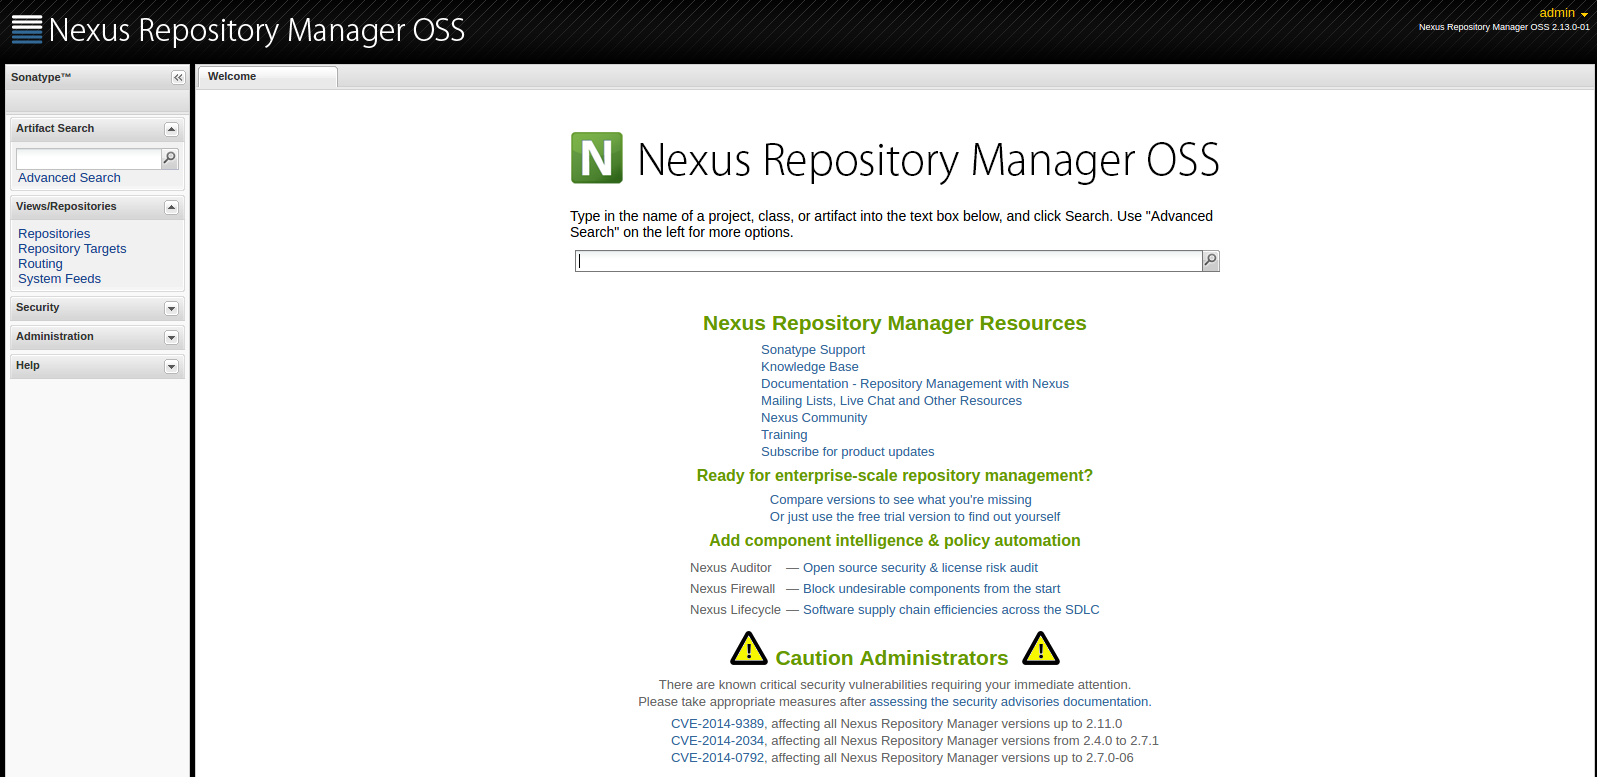 Nexus Repository Manager OSS
admin
Nexus Repository Manager OSS 2.13.0-01
Sonatype™
Artifact Search
Advanced Search
Views/Repositories
Repositories
Repository Targets
Routing
System Feeds
Security
Administration
Help
Welcome
N Nexus Repository Manager OSS
Type in the name of a project, class, or artifact into the text box below, and click Search. Use "Advanced
Search" on the left for more options.
Nexus Repository Manager Resources
Sonatype Support
Knowledge Base
Documentation - Repository Management with Nexus
Mailing Lists, Live Chat and Other Resources
Nexus Community
Training
Subscribe for product updates
Ready for enterprise-scale repository management?
Compare versions to see what you're missing
Or just use the free trial version to find out yourself
Add component intelligence & policy automation
Nexus Auditor — Open source security & license risk audit
Nexus Firewall — Block undesirable components from the start
Nexus Lifecycle — Software supply chain efficiencies across the SDLC
! Caution Administrators !
There are known critical security vulnerabilities requiring your immediate attention.
Please take appropriate measures after assessing the security advisories documentation.
CVE-2014-9389, affecting all Nexus Repository Manager versions up to 2.11.0
CVE-2014-2034, affecting all Nexus Repository Manager versions from 2.4.0 to 2.7.1
CVE-2014-0792, affecting all Nexus Repository Manager versions up to 2.7.0-06